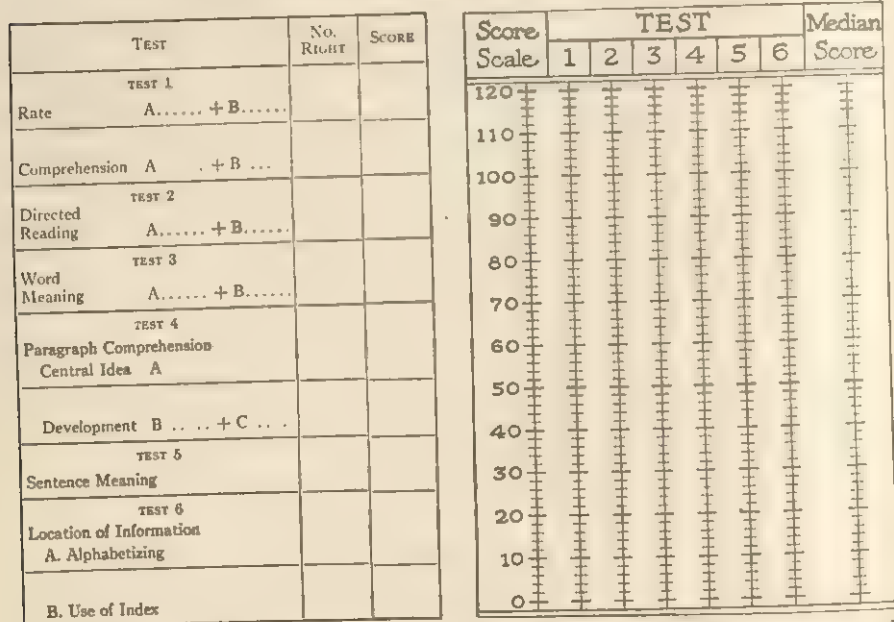 TEST No. RIGHT SCORE
TEST 1
Rate A...... + B......
Comprehension A . + B ...
TEST 2
Directed
Reading A...... + B......
TEST 3
Word
Meaning A...... + B......
TEST 4
Paragraph Comprehension
Central Idea A
Development B .. .. + C .. ..
TEST 5
Sentence Meaning
TEST 6
Location of Information
A. Alphabetizing
B. Use of Index
Score Scale TEST Median Score
1 2 3 4 5 6
120
110
100
90
80
70
60
50
40
30
20
10
0